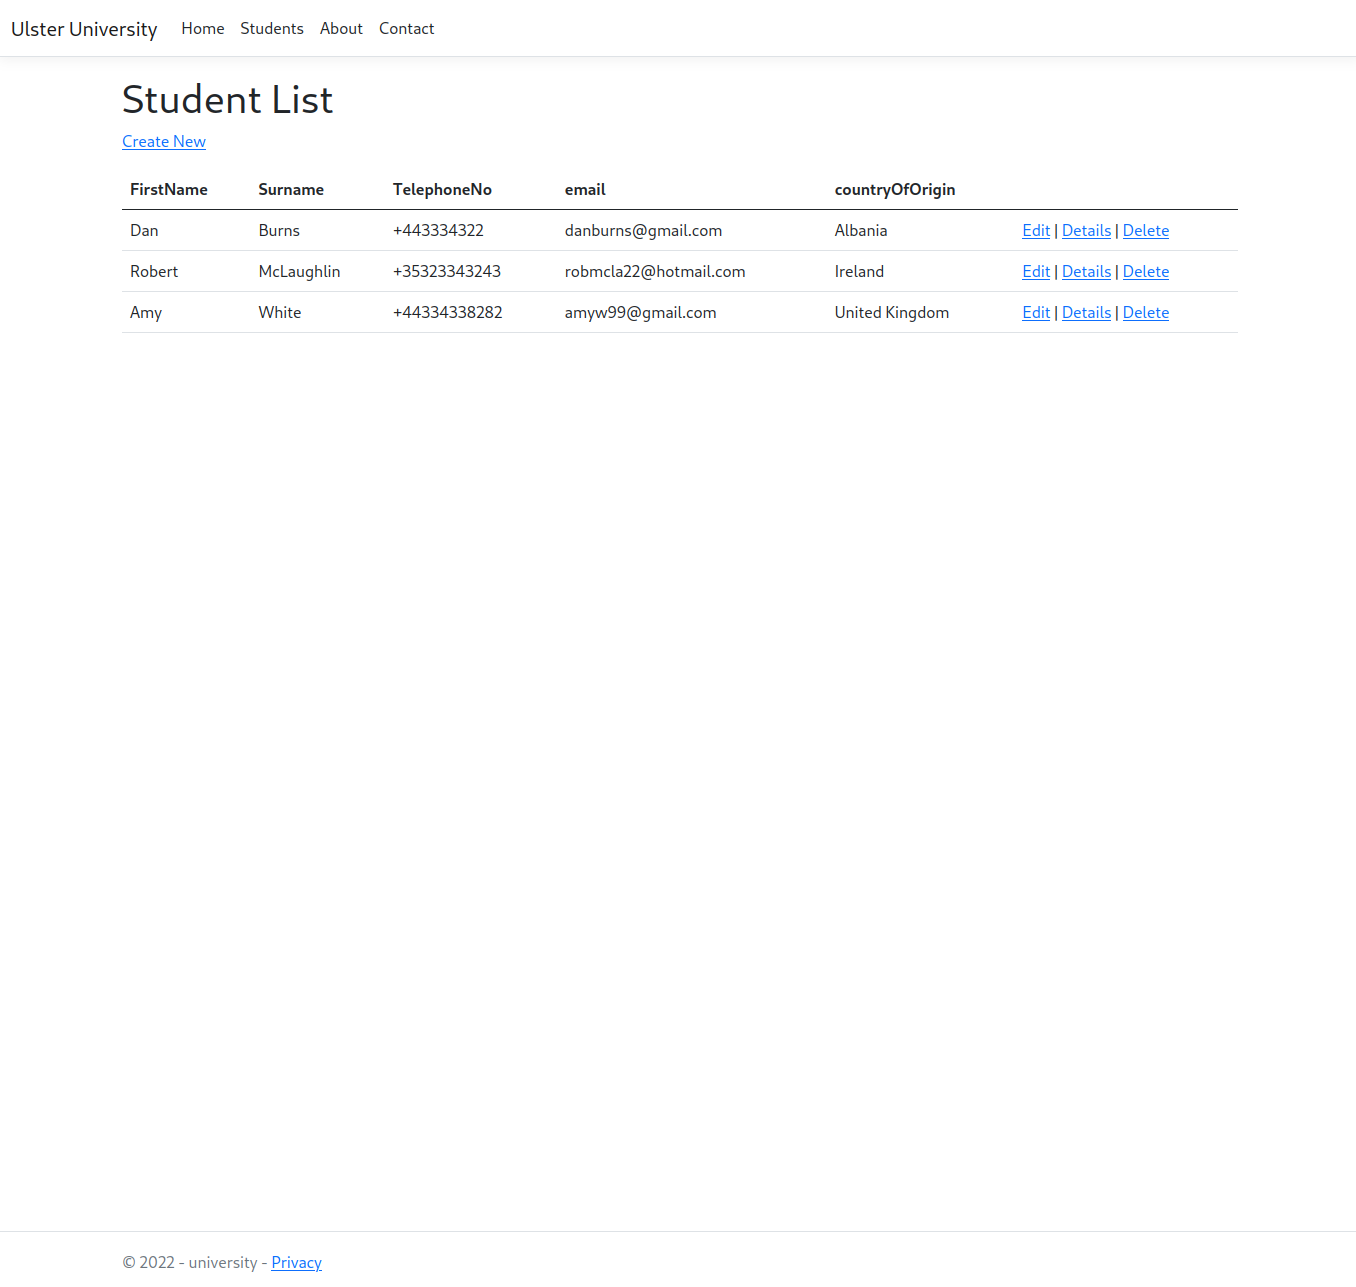 Ulster University Home Students About Contact
Student List
Create New
FirstName Surname TelephoneNo email countryOfOrigin
Dan Burns +443334322 danburns@gmail.com Albania Edit | Details | Delete
Robert McLaughlin +35323343243 robmcla22@hotmail.com Ireland Edit | Details | Delete
Amy White +44334338282 amyw99@gmail.com United Kingdom Edit | Details | Delete
© 2022 - university - Privacy